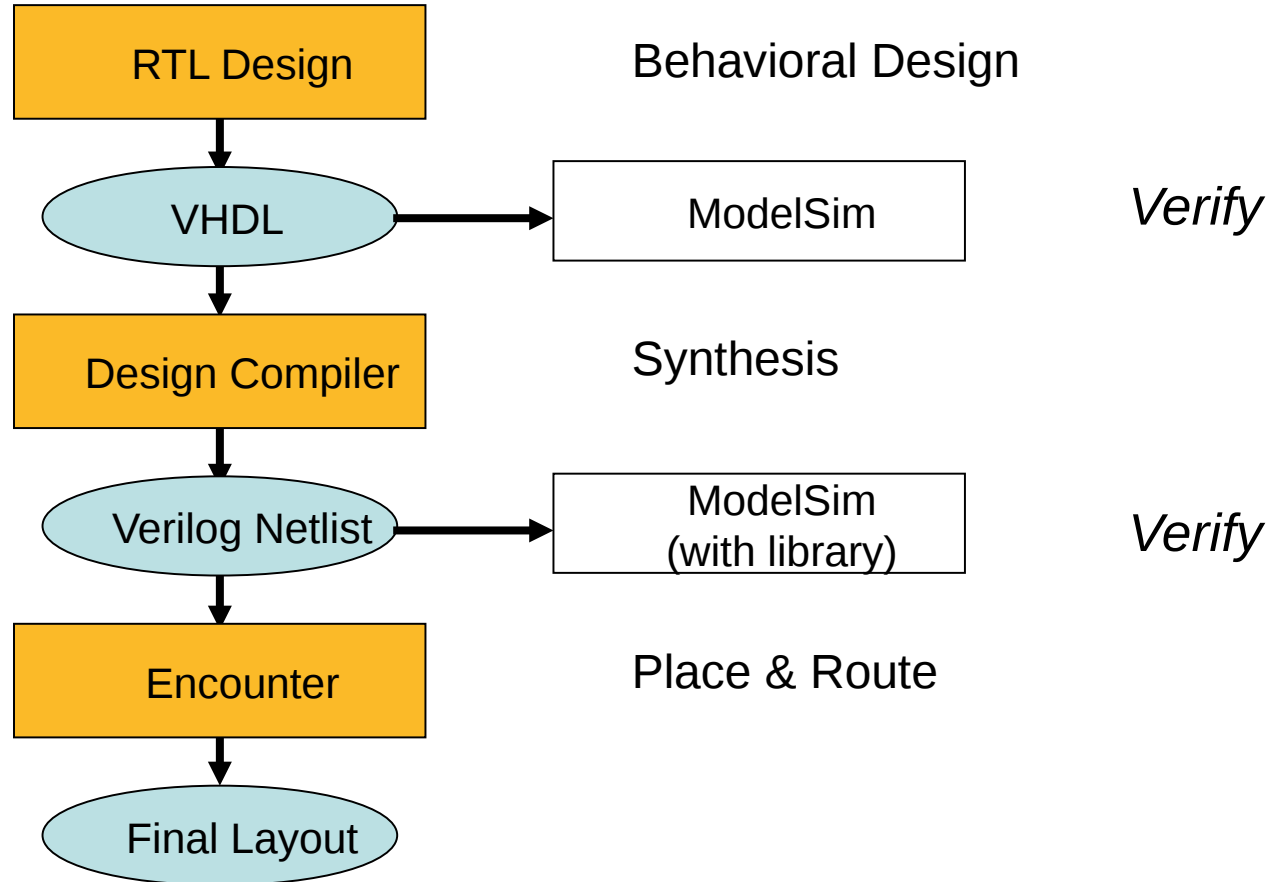 RTL Design
Behavioral Design
VHDL
ModelSim
Verify
Design Compiler
Synthesis
Verilog Netlist
ModelSim
(with library)
Verify
Encounter
Place & Route
Final Layout